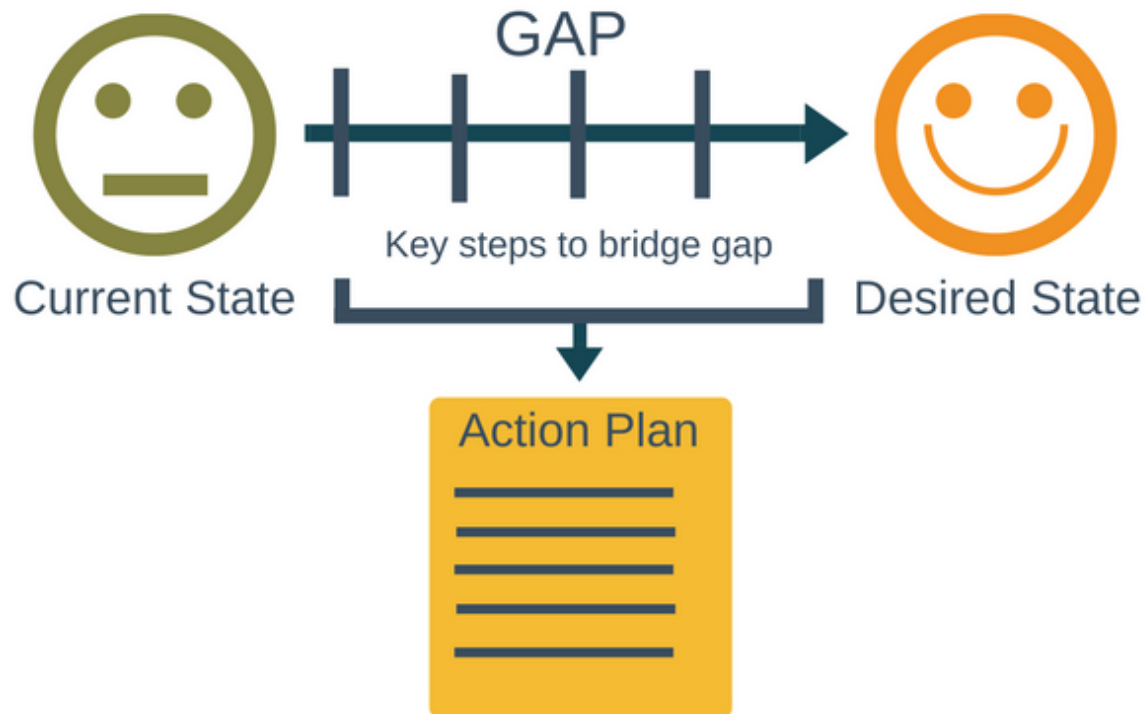 GAP
Key steps to bridge gap
Current State
Desired State
Action Plan